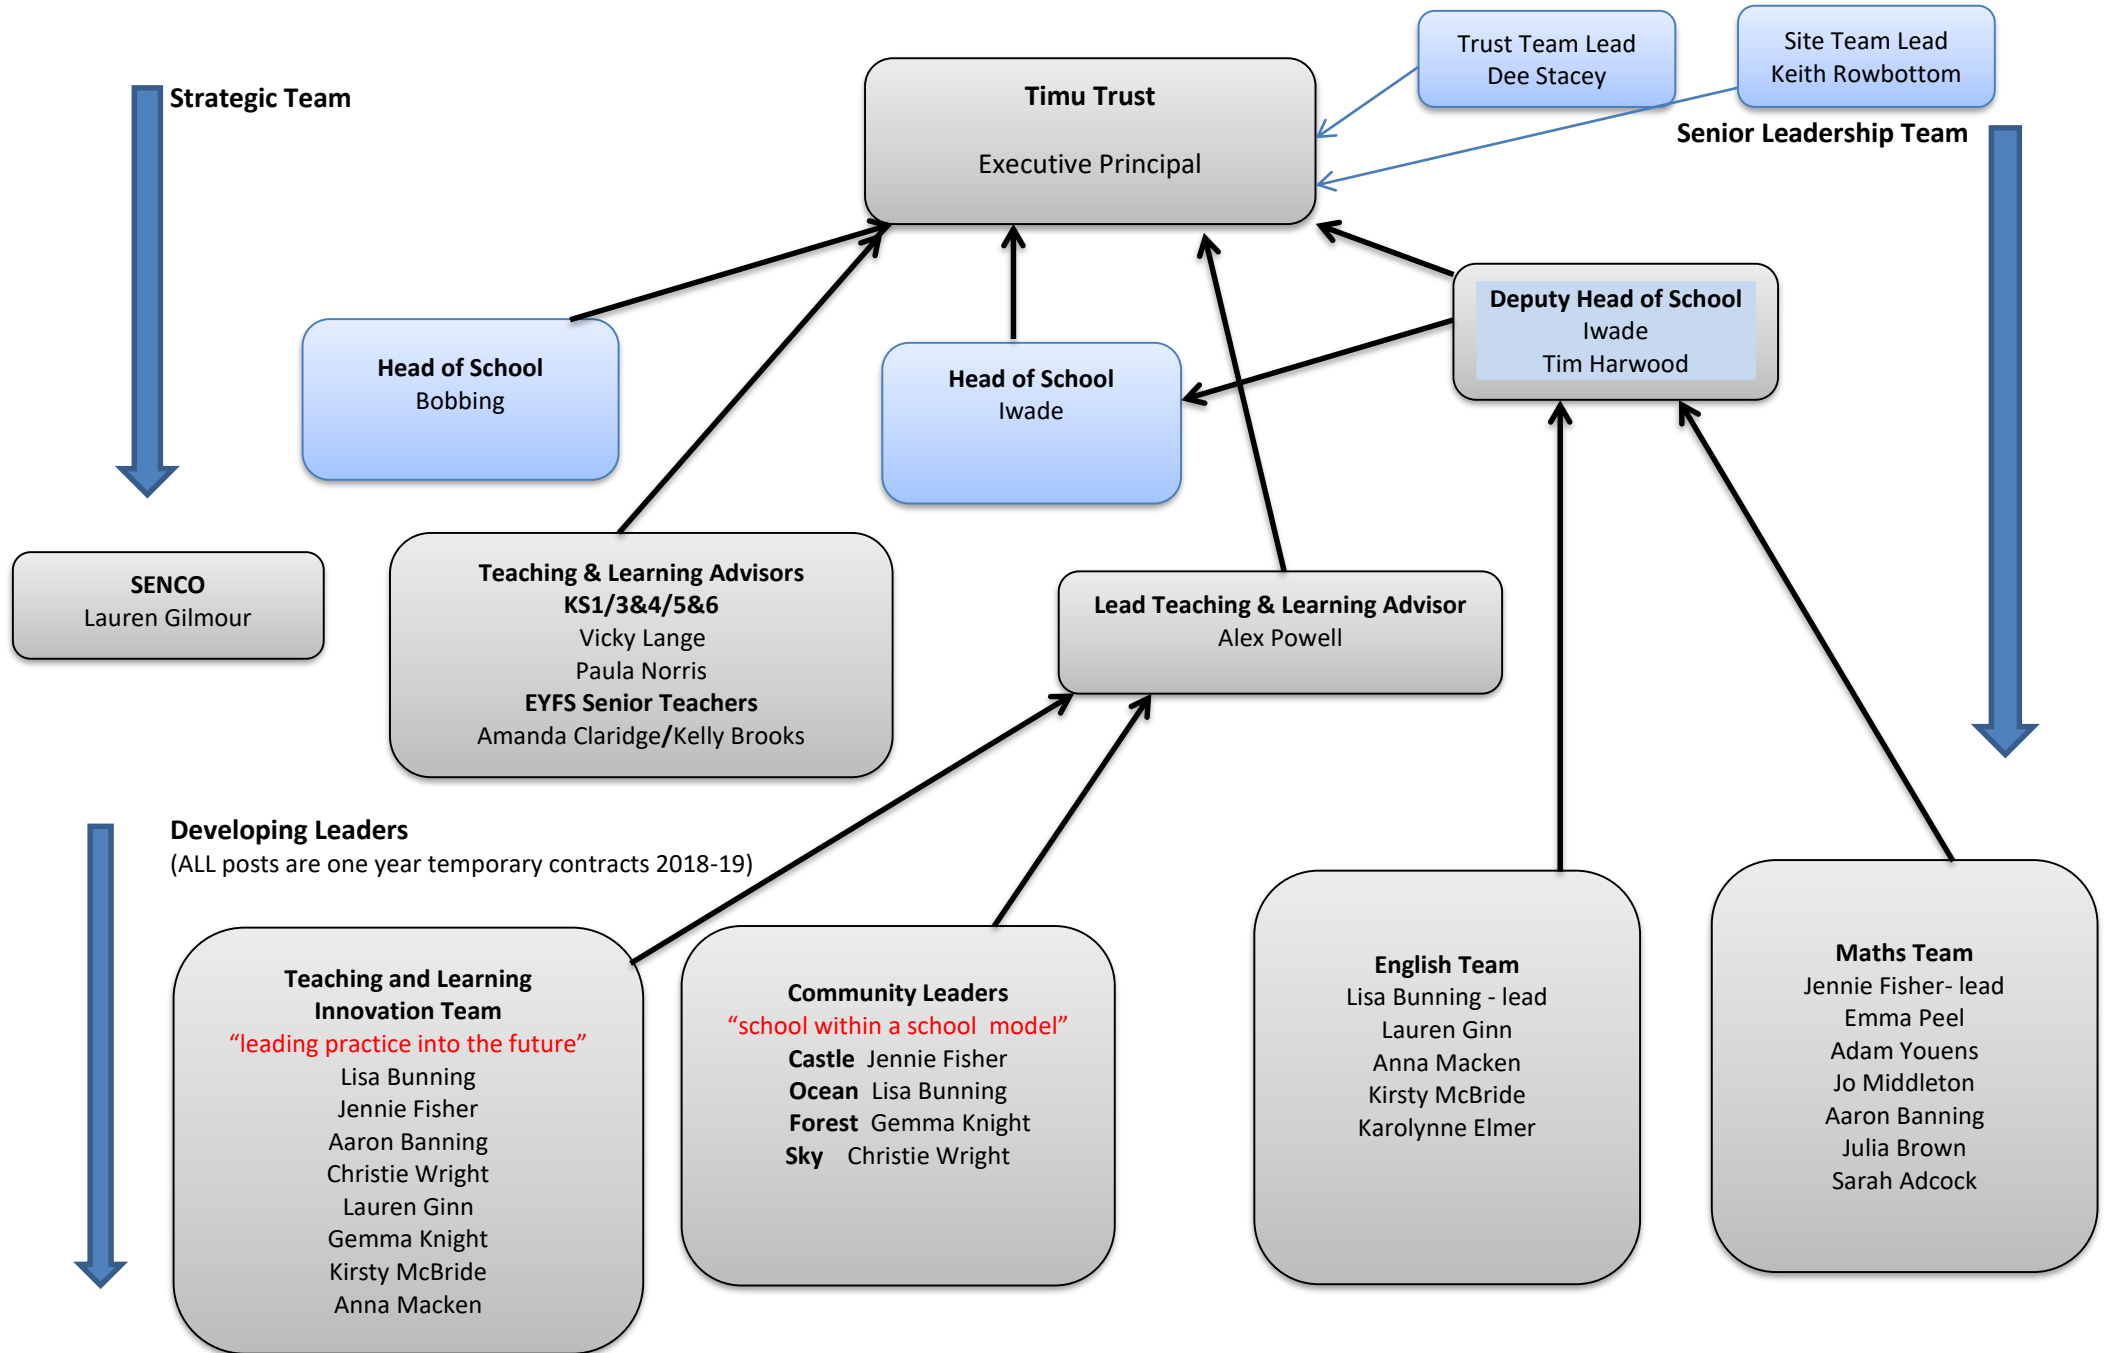 Trust Team Lead
Dee Stacey
Site Team Lead
Keith Rowbottom
Strategic Team
Timu Trust
Executive Principal
Senior Leadership Team
Deputy Head of School
Iwade
Tim Harwood
Head of School
Bobbing
Head of School
Iwade
SENCO
Lauren Gilmour
Teaching & Learning Advisors
KS1/3&4/5&6
Vicky Lange
Paula Norris
EYFS Senior Teachers
Amanda Claridge/Kelly Brooks
Lead Teaching & Learning Advisor
Alex Powell
Developing Leaders
(ALL posts are one year temporary contracts 2018-19)
Teaching and Learning
Innovation Team
“leading practice into the future”
Lisa Bunning
Jennie Fisher
Aaron Banning
Christie Wright
Lauren Ginn
Gemma Knight
Kirsty McBride
Anna Macken
Community Leaders
“school within a school  model”
Castle  Jennie Fisher
Ocean  Lisa Bunning
Forest  Gemma Knight
Sky    Christie Wright
English Team
Lisa Bunning - lead
Lauren Ginn
Anna Macken
Kirsty McBride
Karolynne Elmer
Maths Team
Jennie Fisher- lead
Emma Peel
Adam Youens
Jo Middleton
Aaron Banning
Julia Brown
Sarah Adcock